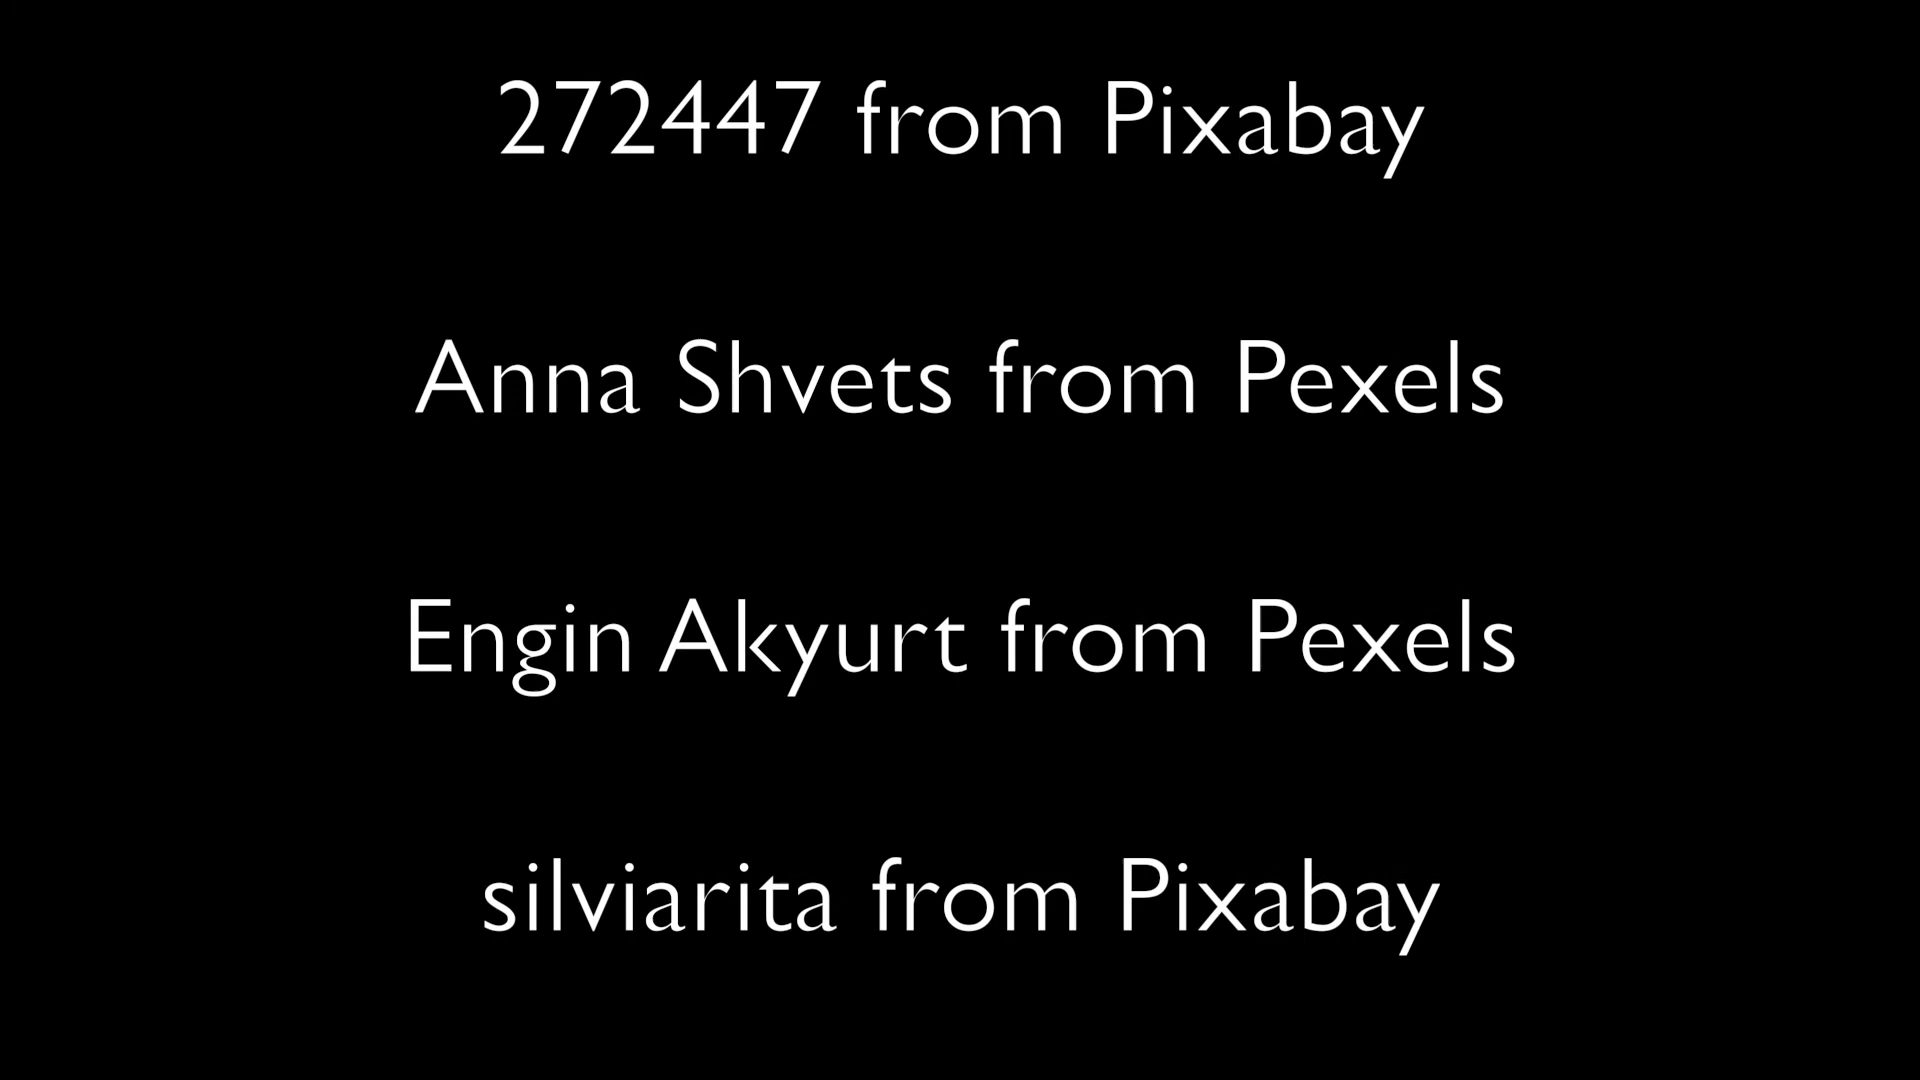 272447 from Pixabay
Anna Shvets from Pexels
Engin Akyurt from Pexels
silviarita from Pixabay